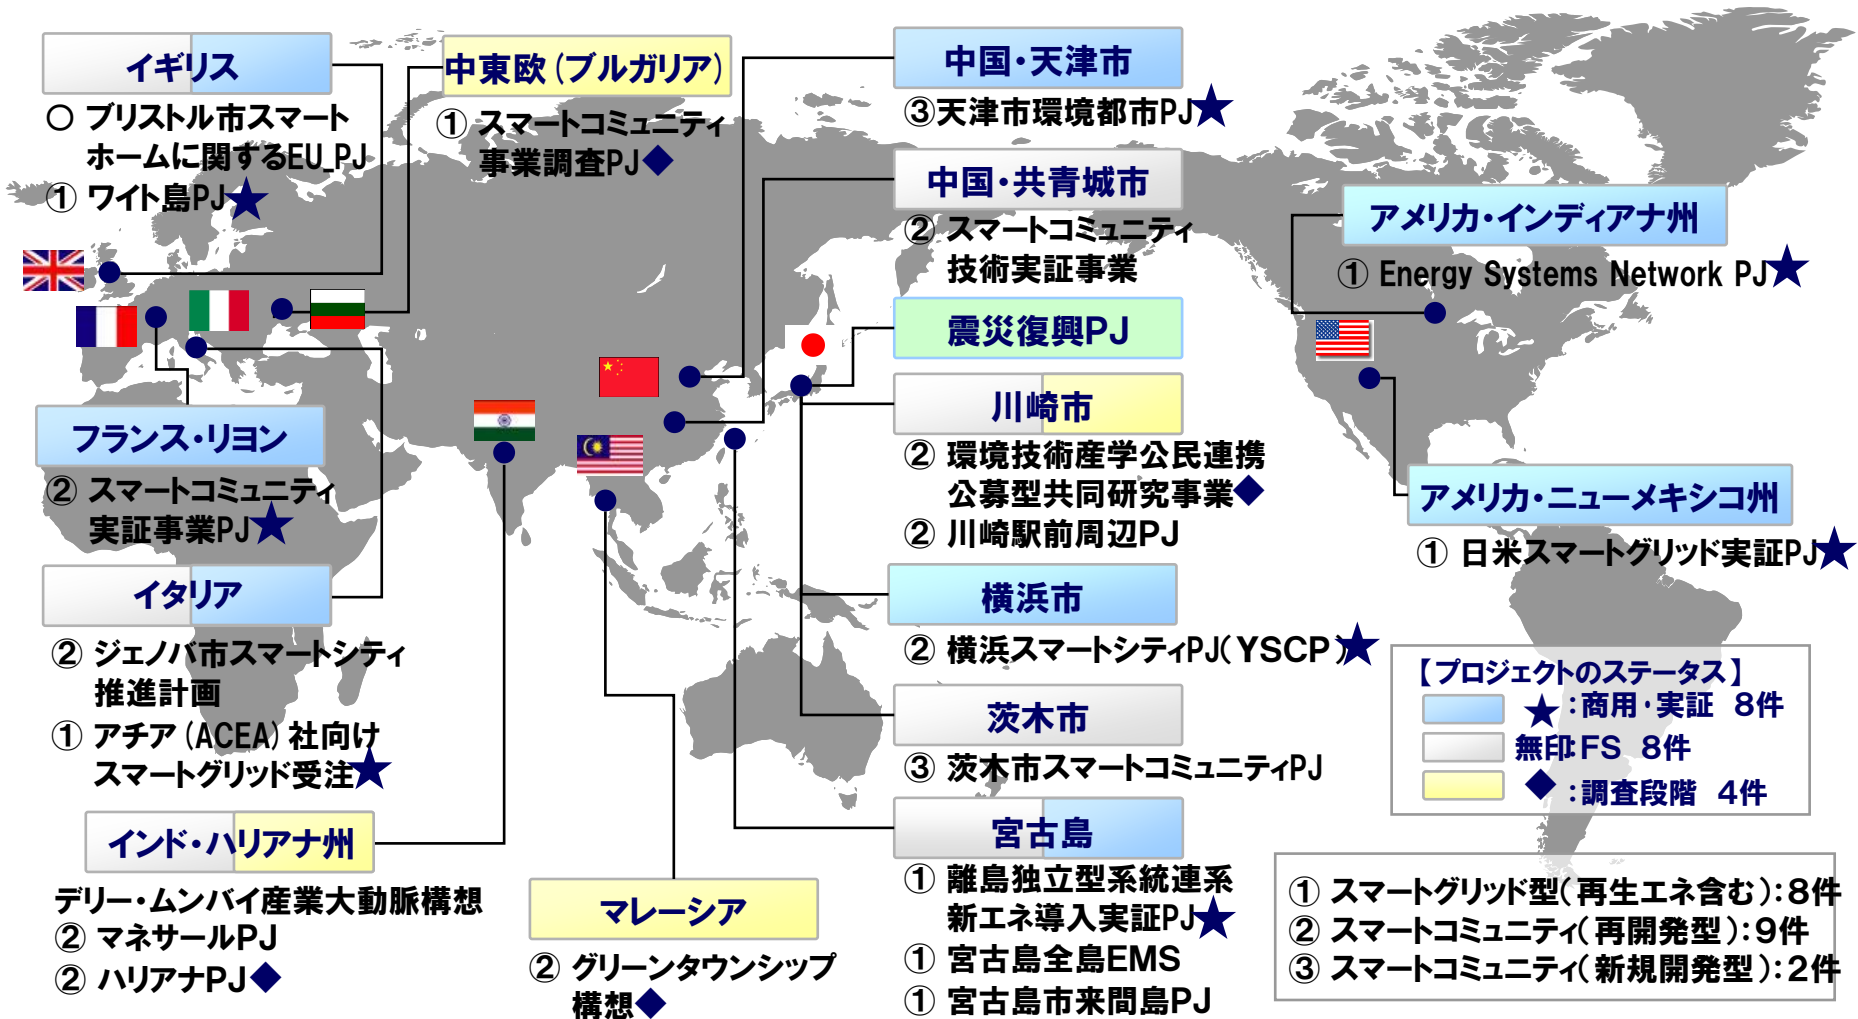 イギリス
○ ブリストル市スマート
ホームに関するEU_PJ
① ワイト島PJ★
中東欧(ブルガリア)
① スマートコミュニティ
事業調査PJ◆
中国・天津市
③天津市環境都市PJ★
中国・共青城市
② スマートコミュニティ
技術実証事業
震災復興PJ
川崎市
② 環境技術産学公民連携
公募型共同研究事業◆
② 川崎駅前周辺PJ
横浜市
② 横浜スマートシティPJ(YSCP)★
茨木市
③ 茨木市スマートコミュニティPJ
宮古島
① 離島独立型系統連系
新エネ導入実証PJ★
① 宮古島全島EMS
① 宮古島市来間島PJ
アメリカ・インディアナ州
① Energy Systems Network PJ★
アメリカ・ニューメキシコ州
① 日米スマートグリッド実証PJ★
フランス・リヨン
② スマートコミュニティ
実証事業PJ★
イタリア
② ジェノバ市スマートシティ
推進計画
① アチア(ACEA)社向け
スマートグリッド受注★
インド・ハリアナ州
デリー・ムンバイ産業大動脈構想
② マネサールPJ
② ハリアナPJ◆
マレーシア
② グリーンタウンシップ
構想◆
【プロジェクトのステータス】
★:商用・実証 8件
無印:FS 8件
◆:調査段階 4件
① スマートグリッド型(再生エネ含む):8件
② スマートコミュニティ(再開発型):9件
③ スマートコミュニティ(新規開発型):2件